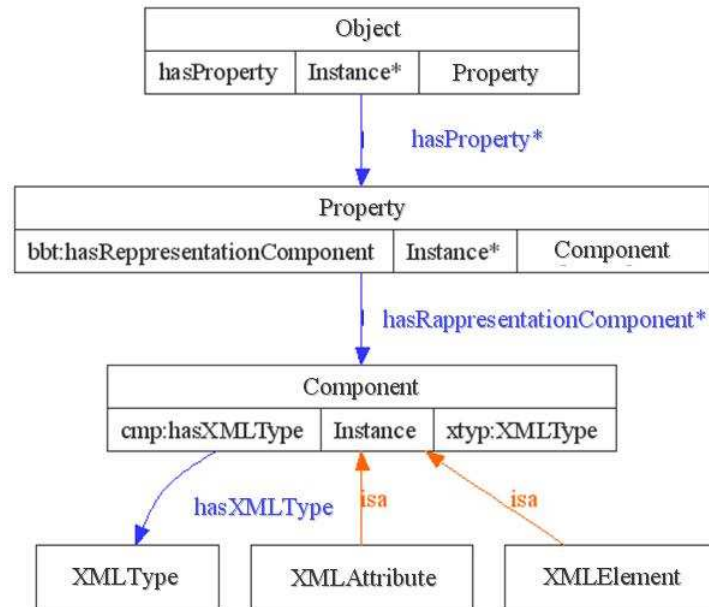 Object
hasProperty Instance* Property
hasProperty*
Property
bbt:hasReppresentationComponent Instance* Component
hasRappresentationComponent*
Component
cmp:hasXMLType Instance xtyp:XMLType
hasXMLType isa isa
XMLType XMLAttribute XMLElement